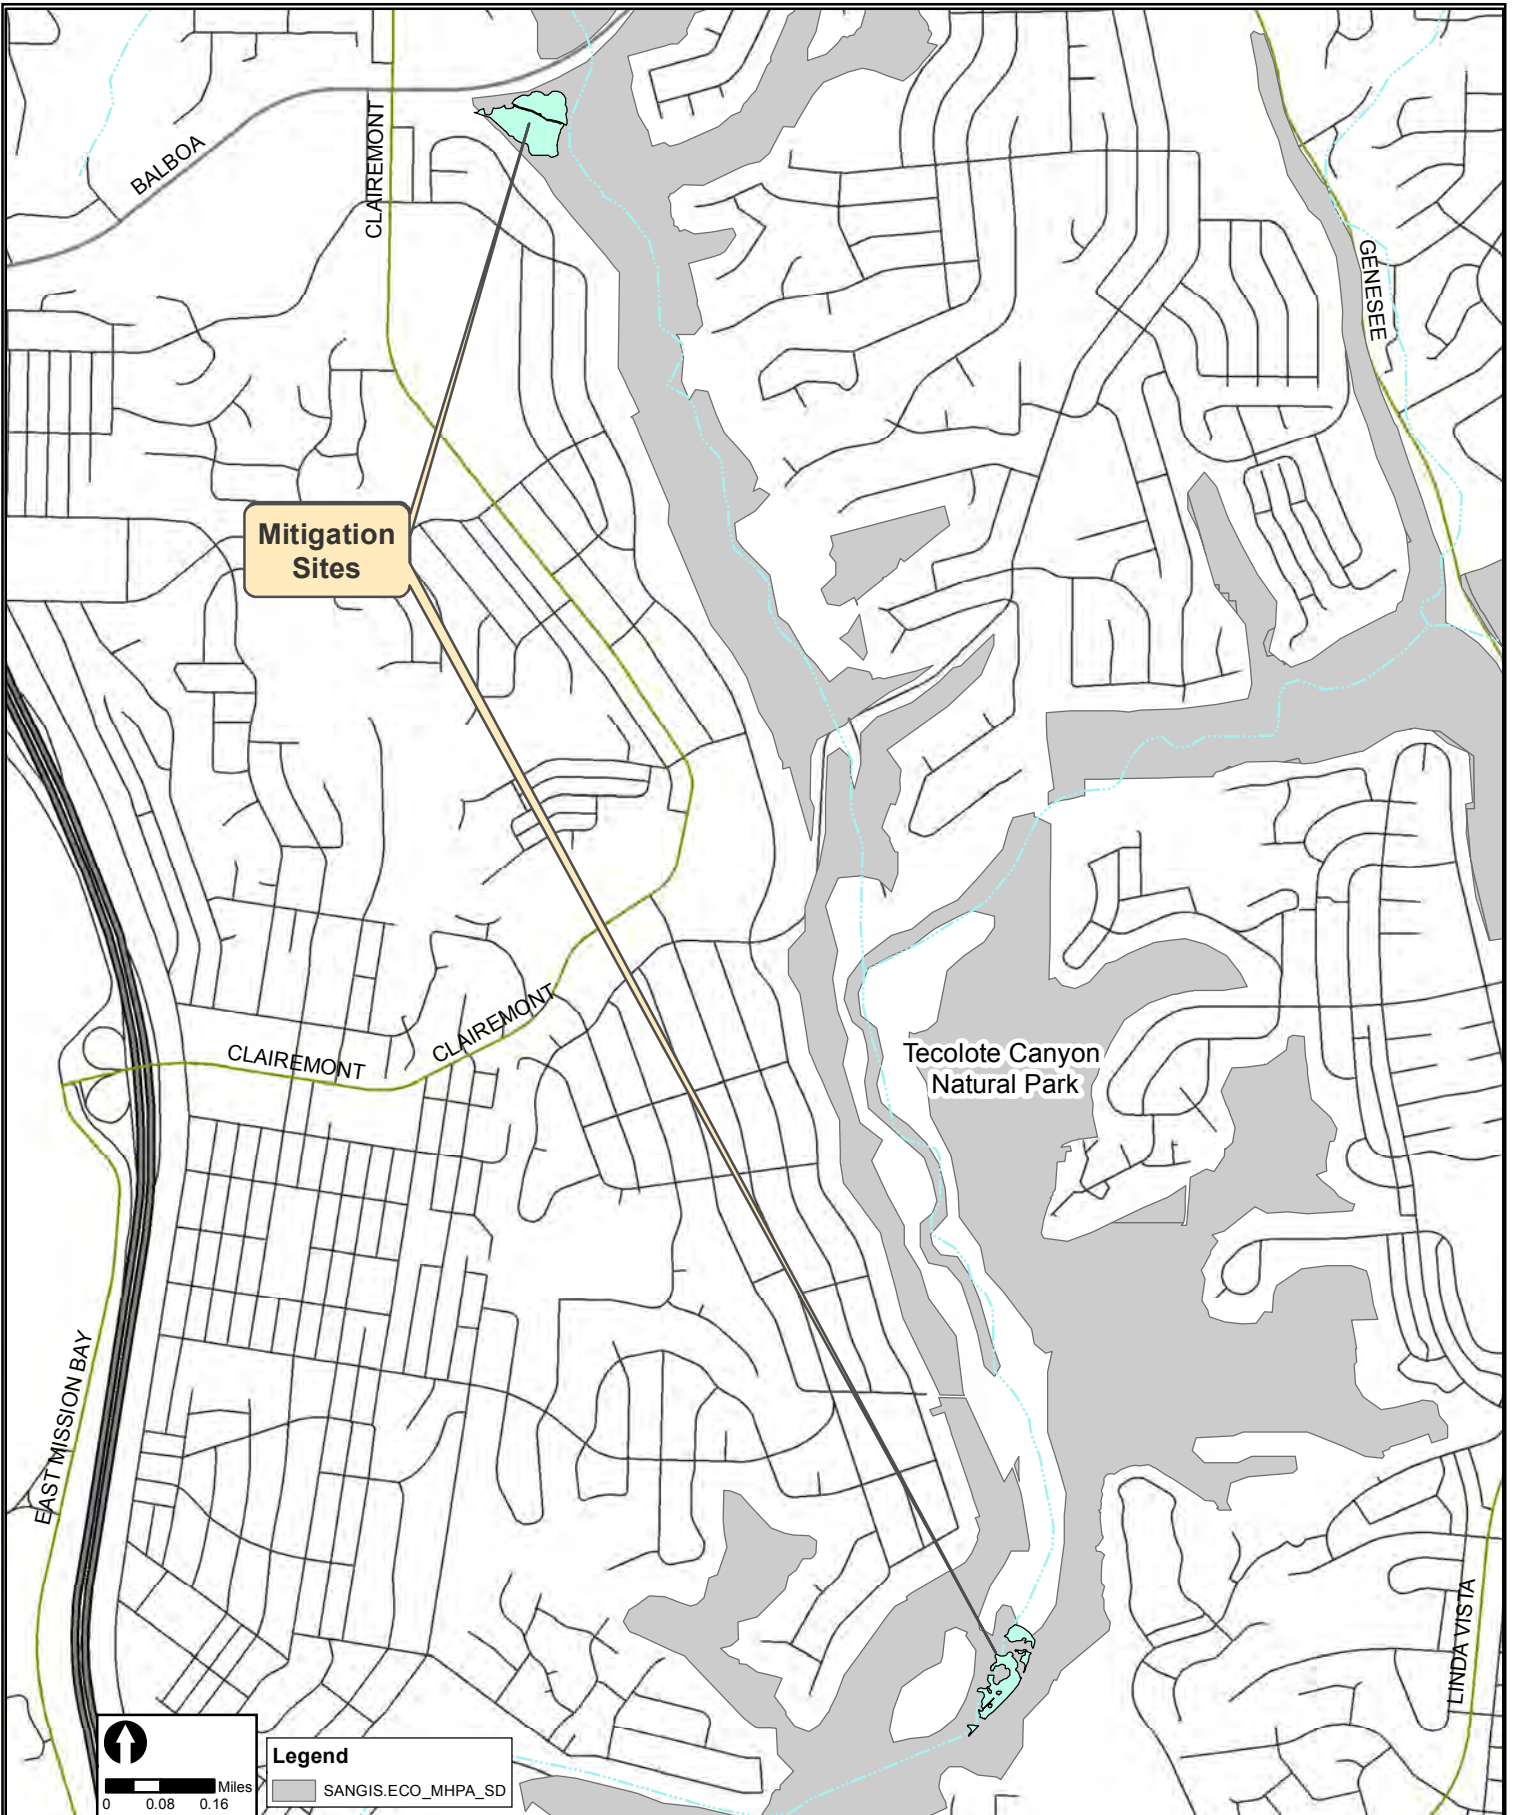 BALBOA
CLAIREMONT
GENESEE
Mitigation
Sites
CLAIREMONT
CLAIREMONT
Tecolote Canyon
Natural Park
EAST MISSION BAY
LINDA VISTA
Miles
0 0.08 0.16
Legend
SANGIS.ECO_MHPA_SD